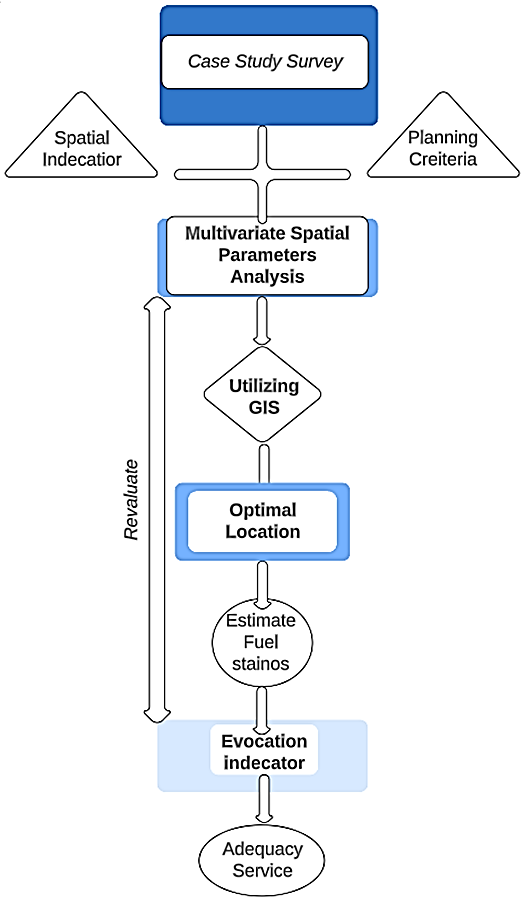 Case Study Survey
Spatial
Indecatior
Planning
Creiteria
Multivariate Spatial
Parameters
Analysis
Utilizing
GIS
Revaluate
Optimal
Location
Estimate
Fuel
stainos
Evocation
indecator
Adequacy
Service